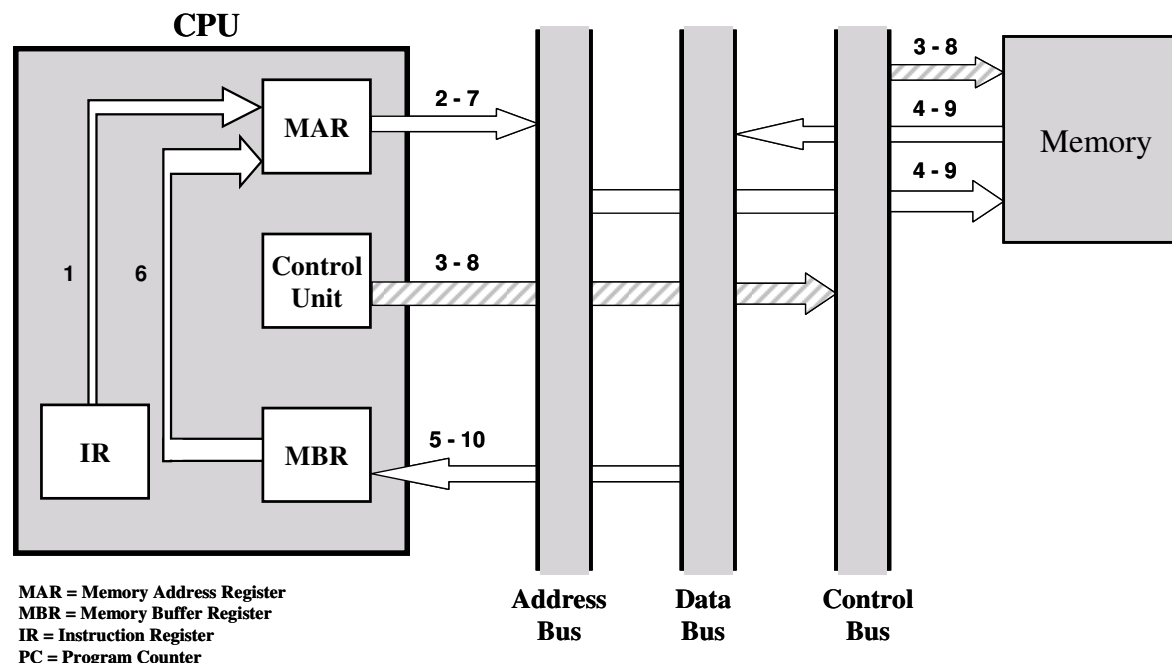 CPU
3 - 8
2 - 7
4 - 9
MAR
Memory
4 - 9
1
6
Control
Unit
3 - 8
IR
MBR
5 - 10
MAR = Memory Address Register
MBR = Memory Buffer Register
IR = Instruction Register
PC = Program Counter
Address
Bus
Data
Bus
Control
Bus